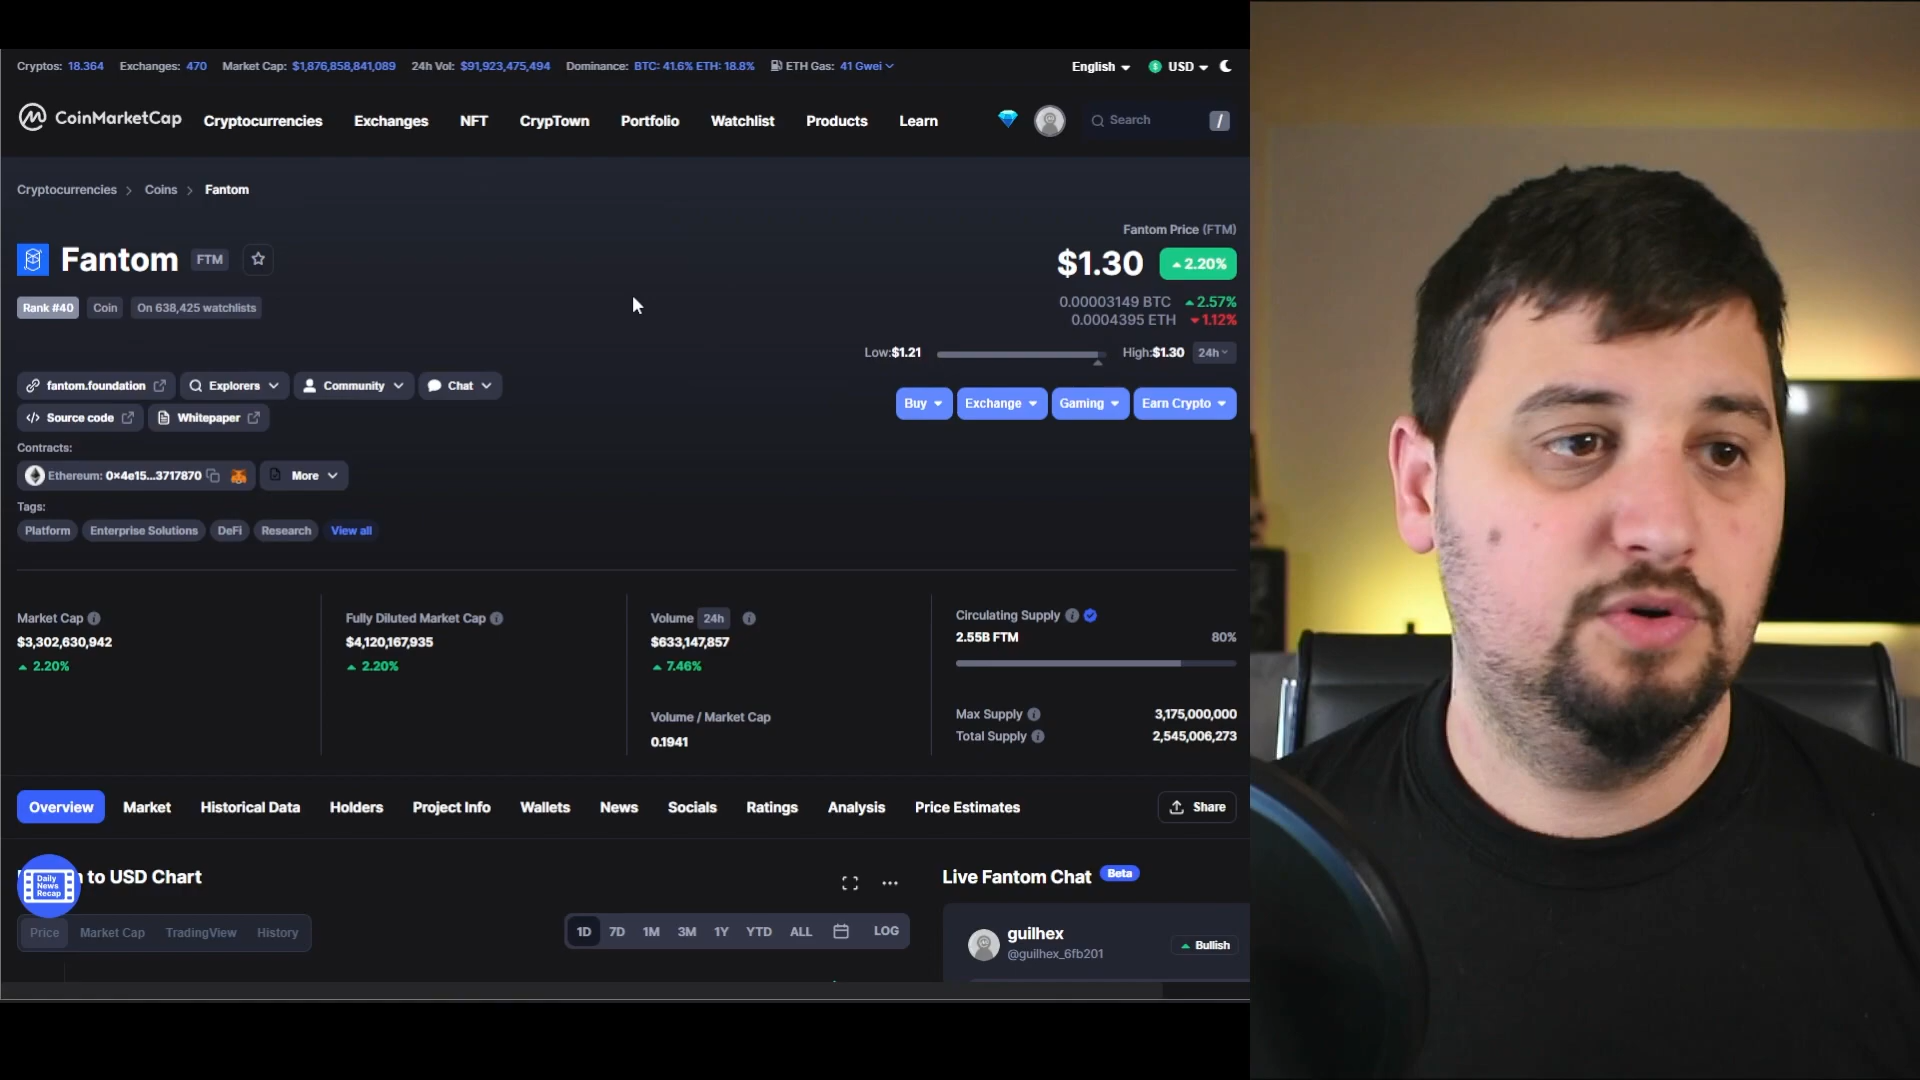 Cryptos: 18.364 Exchanges: 470 Market Cap: $1,876,858,841,089 24h Vol: $91,923,475,494 Dominance: BTC: 41.6% ETH: 18.8% ETH Gas: 41 Gwei English USD
CoinMarketCap Cryptocurrencies Exchanges NFT CrypTown Portfolio Watchlist Products Learn Search /
Cryptocurrencies > Coins > Fantom
Fantom Price (FTM)
Fantom FTM $1.30 2.20%
Rank #40 Coin On 638,425 watchlists 0.00003149 BTC 2.57%
0.0004395 ETH 1.12%
Low:$1.21 High:$1.30 24h
fantom.foundation Explorers Community Chat
Buy Exchange Gaming Earn Crypto
Source code Whitepaper
Contracts:
Ethereum: 0x4e15...3717870 More
Tags:
Platform Enterprise Solutions DeFi Research View all
Market Cap Fully Diluted Market Cap Volume 24h Circulating Supply
$3,302,630,942 $4,120,167,935 $633,147,857 2.55B FTM 80%
2.20% 2.20% 7.46%
Volume / Market Cap Max Supply 3,175,000,000
0.1941 Total Supply 2,545,006,273
Overview Market Historical Data Holders Project Info Wallets News Socials Ratings Analysis Price Estimates Share
to USD Chart Live Fantom Chat Beta
Daily
News
Recap
Price Market Cap TradingView History 1D 7D 1M 3M 1Y YTD ALL LOG
guilhex
@guilhex_6fb201 Bullish